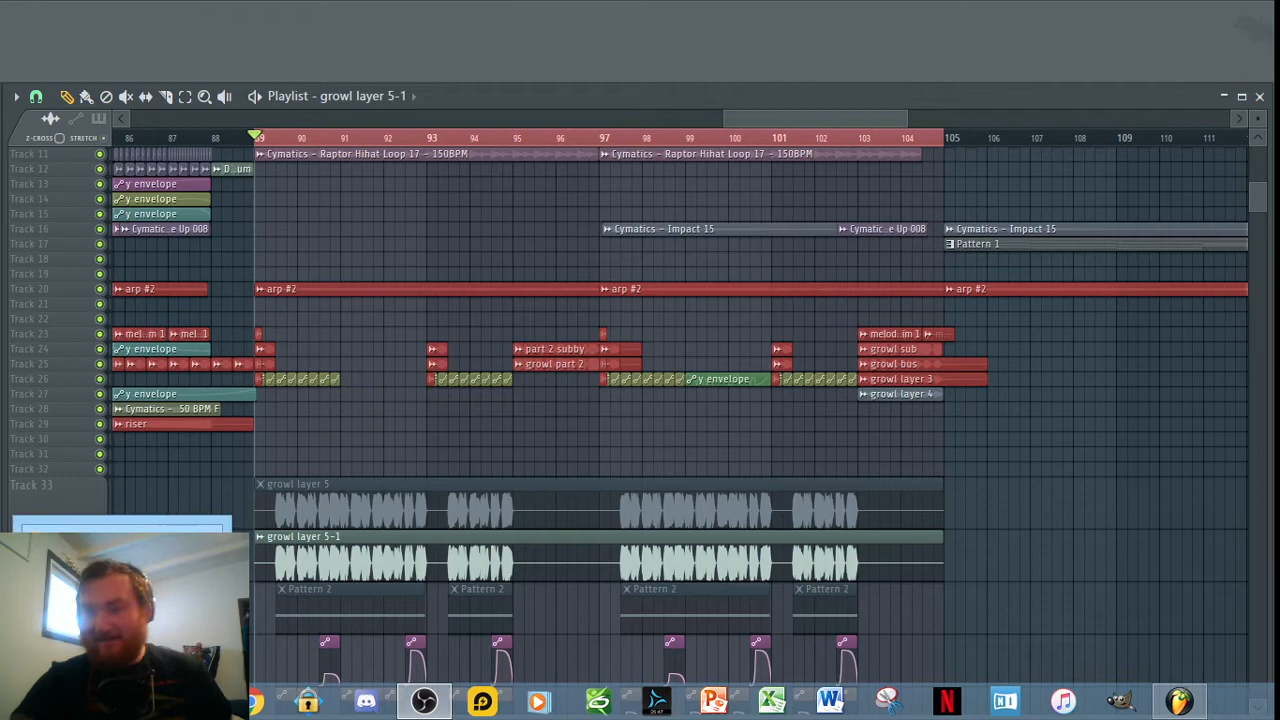 Playlist - growl layer 5-1
Z-CROSS STRETCH 86 87 88 89 90 91 92 93 94 95 96 97 98 99 100 101 102 103 104 105 106 107 108 109 110 111
Track 11 Cymatics - Raptor Hihat Loop 17 - 150BPM Cymatics - Raptor Hihat Loop 17 - 150BPM
Track 12 D..um
Track 13 y envelope
Track 14 y envelope
Track 15 y envelope
Track 16 Cymatic..e Up 008 Cymatics - Impact 15 Cymatic..e Up 008 Cymatics - Impact 15
Track 17 Pattern 1
Track 18
Track 19
Track 20 arp #2 arp #2 arp #2 arp #2
Track 21
Track 22
Track 23 mel..m 1 mel..1 melod..im 1
Track 24 y envelope part 2 subby growl sub
Track 25 growl part 2 growl bus
Track 26 y envelope growl layer 3
Track 27 y envelope growl layer 4
Track 28 Cymatics -..50 BPM F
Track 29 riser
Track 30
Track 31
Track 32
Track 33 growl layer 5
growl layer 5-1
Pattern 2 Pattern 2 Pattern 2 Pattern 2